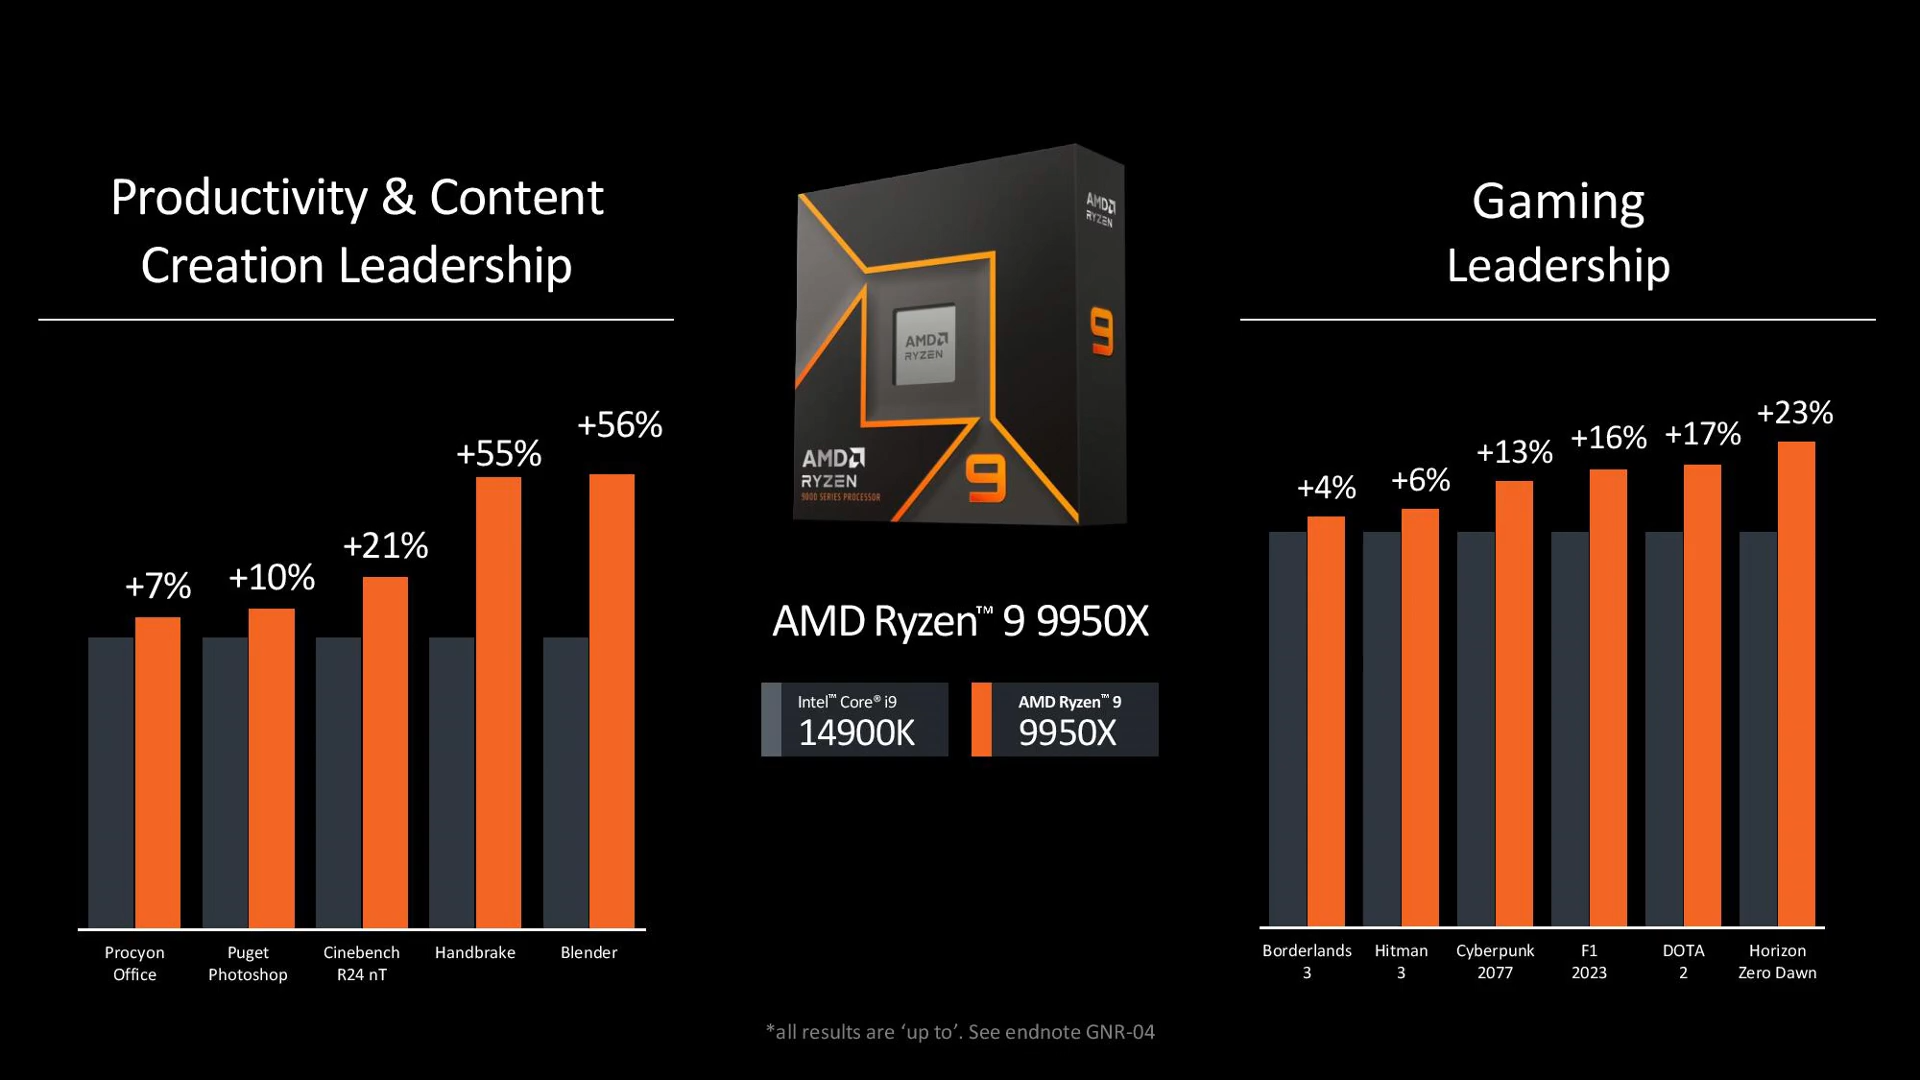 Productivity & Content
Creation Leadership
+7%
+10%
+21%
+55%
+56%
Procyon
Office
Puget
Photoshop
Cinebench
R24 nT
Handbrake
Blender
AMD
RYZEN
9
AMD
RYZEN
AMD
RYZEN
9000 SERIES PROCESSOR
9
AMD Ryzen™ 9 9950X
Intel™ Core® i9
14900K
AMD Ryzen™ 9
9950X
Gaming
Leadership
+4%
+6%
+13%
+16%
+17%
+23%
Borderlands
3
Hitman
3
Cyberpunk
2077
F1
2023
DOTA
2
Horizon
Zero Dawn
*all results are ‘up to’. See endnote GNR-04